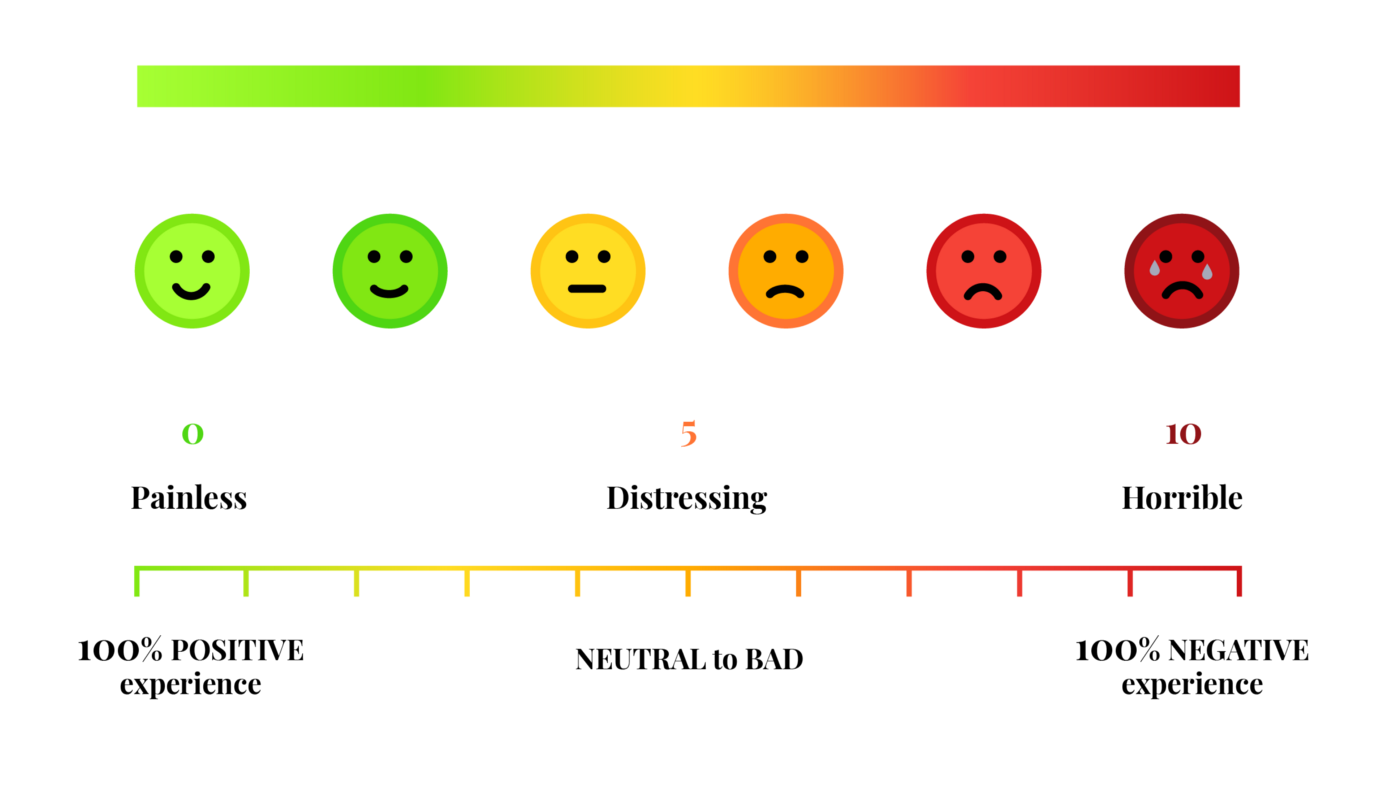 0
5
10
Painless
Distressing
Horrible
100% POSITIVE
experience
NEUTRAL to BAD
100% NEGATIVE
experience